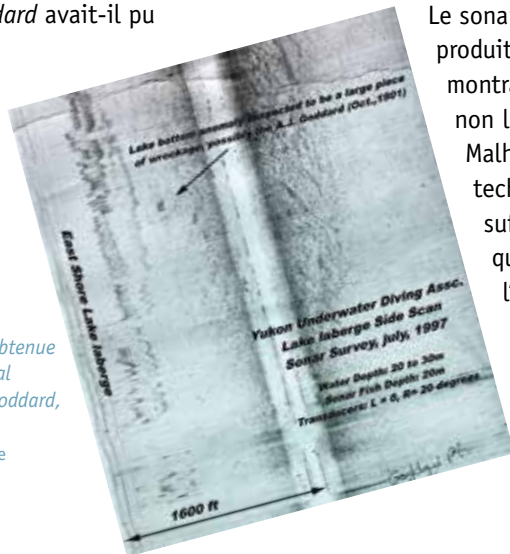 ddard avait-il pu
Le sonar
produit
montra
non l
Malh
tech
suf
qu
l'
btenue
al
oddard,
e
Lake bottom anomaly suspected to be a large piece
of wreckage, possibly the A.J. Goddard (Oct.,1901)
East Shore Lake laberge
Yukon Underwater Diving Assc.
Lake laberge Side Scan
Sonar Survey, july, 1997
Water Depth: 20 to 30m
Sonar Fish Depth: 20m
Transducers: L = 0, R= 20 degrees
1600 ft